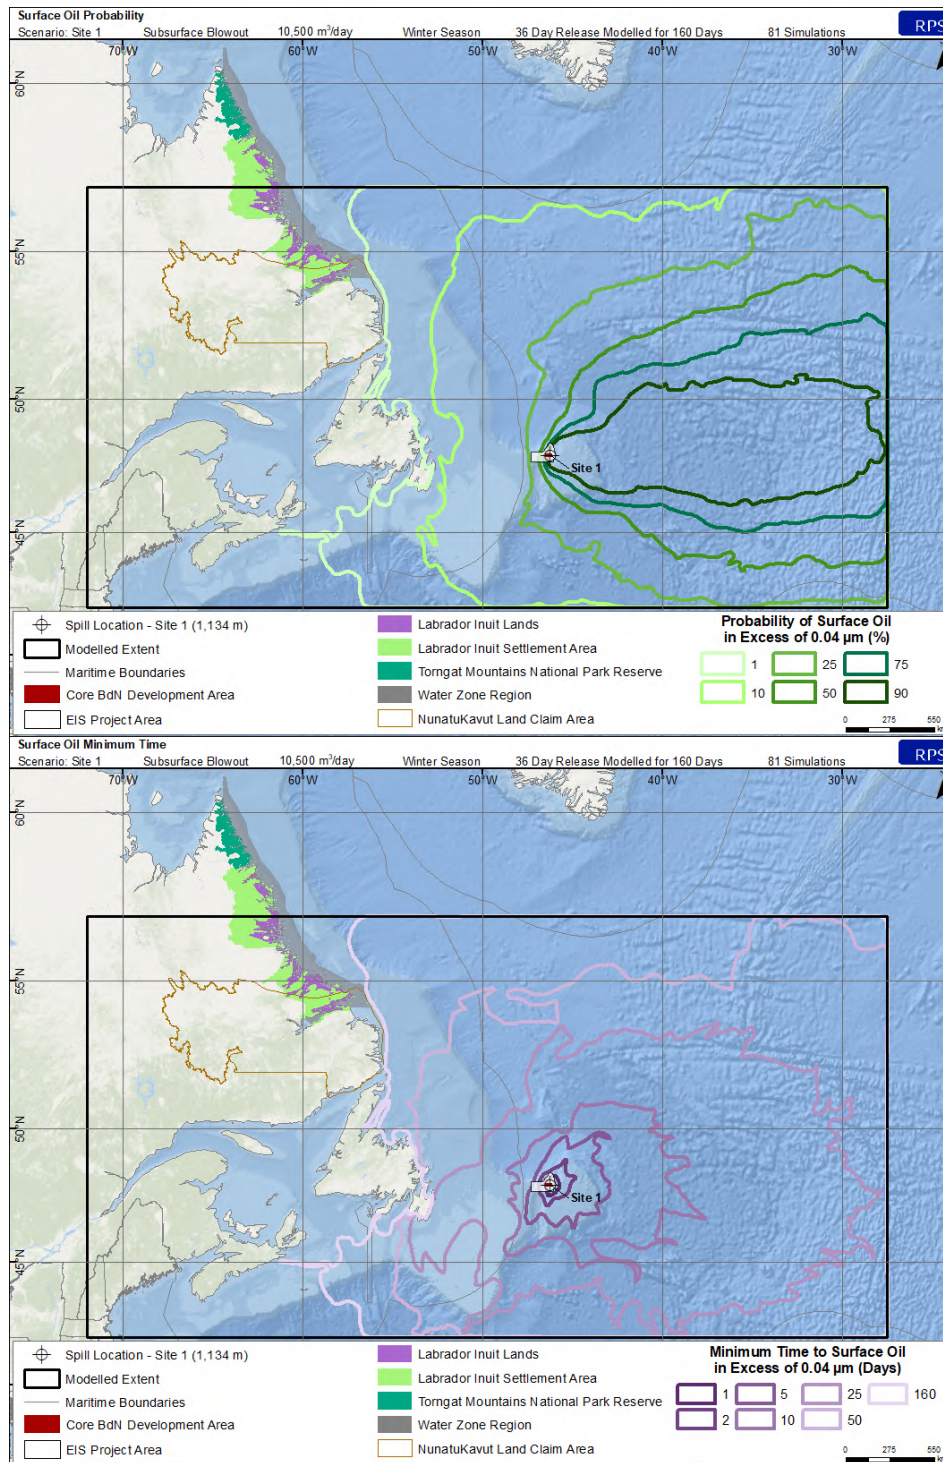 Surface Oil Probability
Scenario: Site 1 Subsurface Blowout 10,500 m³/day Winter Season 36 Day Release Modelled for 160 Days 81 Simulations
RPS
70°W 60°W 50°W 40°W 30°W
60°N
55°N
50°N
45°N
Site 1
Spill Location - Site 1 (1,134 m)
Modelled Extent
Maritime Boundaries
Core BdN Development Area
EIS Project Area
Labrador Inuit Lands
Labrador Inuit Settlement Area
Torngat Mountains National Park Reserve
Water Zone Region
NunatuKavut Land Claim Area
Probability of Surface Oil
in Excess of 0.04 µm (%)
1 25 75
10 50 90
0 275 550
km
Surface Oil Minimum Time
Scenario: Site 1 Subsurface Blowout 10,500 m³/day Winter Season 36 Day Release Modelled for 160 Days 81 Simulations
RPS
70°W 60°W 50°W 40°W 30°W
60°N
55°N
50°N
45°N
Site 1
Spill Location - Site 1 (1,134 m)
Modelled Extent
Maritime Boundaries
Core BdN Development Area
EIS Project Area
Labrador Inuit Lands
Labrador Inuit Settlement Area
Torngat Mountains National Park Reserve
Water Zone Region
NunatuKavut Land Claim Area
Minimum Time to Surface Oil
in Excess of 0.04 µm (Days)
1 5 25 160
2 10 50
0 275 550
km